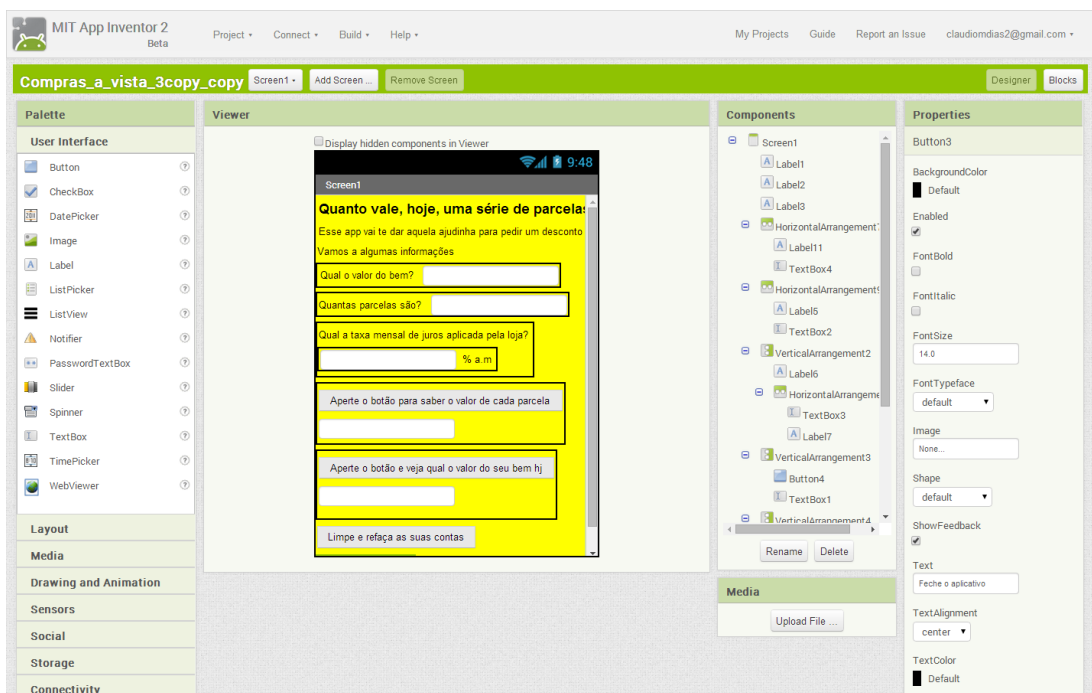 MIT App Inventor 2
Beta
Project
Connect
Build
Help
My Projects
Guide
Report an Issue
claudiomdias2@gmail.com
Compras_a_vista_3copy_copy
Screen1
Add Screen ...
Remove Screen
Designer
Blocks
Palette
User Interface
Button
CheckBox
DatePicker
Image
Label
ListPicker
ListView
Notifier
PasswordTextBox
Slider
Spinner
TextBox
TimePicker
WebViewer
Layout
Media
Drawing and Animation
Sensors
Social
Storage
Connectivity
Viewer
Display hidden components in Viewer
9:48
Screen1
Quanto vale, hoje, uma série de parcelas
Esse app vai te dar aquela ajudinha para pedir um desconto
Vamos a algumas informações
Qual o valor do bem?
Quantas parcelas são?
Qual a taxa mensal de juros aplicada pela loja?
% a.m
Aperte o botão para saber o valor de cada parcela
Aperte o botão e veja qual o valor do seu bem hj
Limpe e refaça as suas contas
Components
Screen1
Label1
Label2
Label3
HorizontalArrangement7
Label11
TextBox4
HorizontalArrangement9
Label5
TextBox2
VerticalArrangement2
Label6
HorizontalArrangeme
TextBox3
Label7
VerticalArrangement3
Button4
TextBox1
VerticalArrangement4
Rename
Delete
Media
Upload File ...
Properties
Button3
BackgroundColor
Default
Enabled
FontBold
FontItalic
FontSize
14.0
FontTypeface
default
Image
None...
Shape
default
ShowFeedback
Text
Feche o aplicativo
TextAlignment
center
TextColor
Default